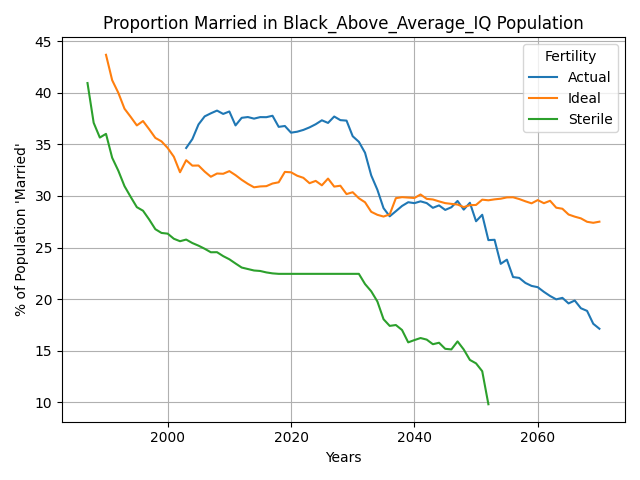 Proportion Married in Black_Above_Average_IQ Population
% of Population 'Married'
45
40
35
30
25
20
15
10
Fertility
Actual
Ideal
Sterile
2000
2020
2040
2060
Years